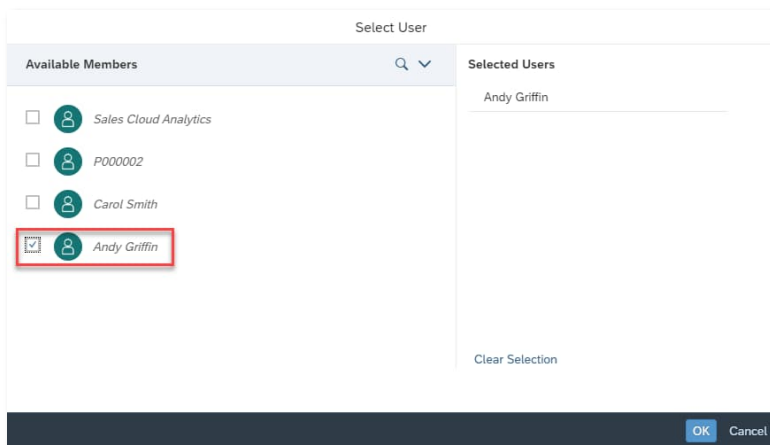 Select User
Available Members
Selected Users
Andy Griffin
Sales Cloud Analytics
P000002
Carol Smith
Andy Griffin
Clear Selection
OK Cancel